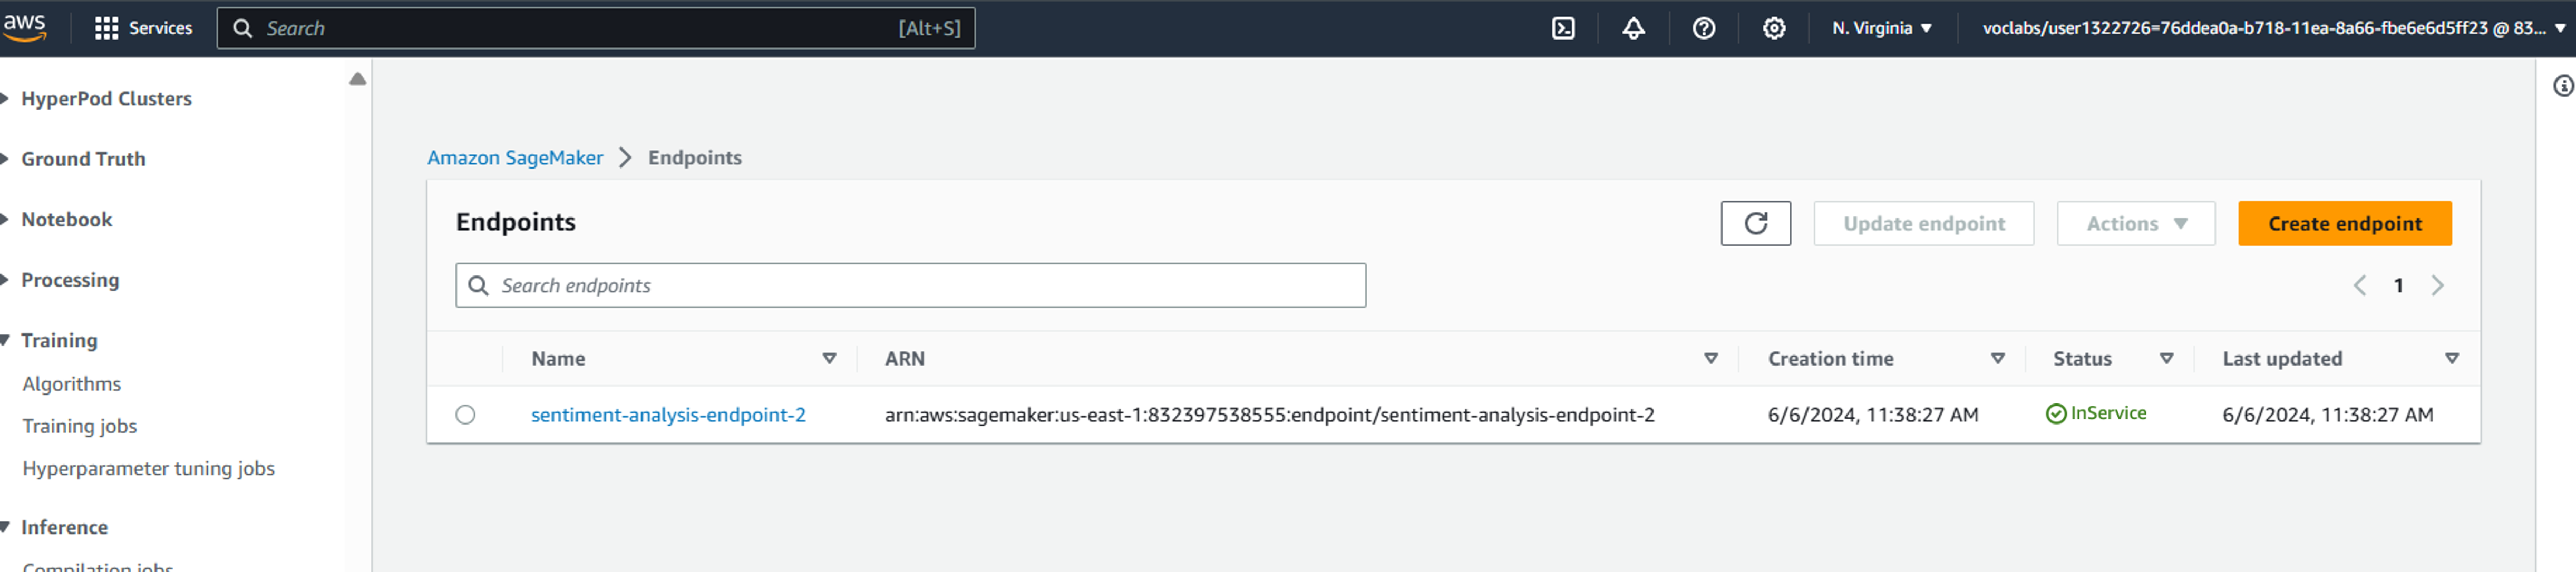 aws Services Search [Alt+S] N. Virginia voclabs/user1322726=76ddea0a-b718-11ea-8a66-fbe6e6d5ff23 @ 83...
HyperPod Clusters
Ground Truth
Notebook
Processing
Training
Algorithms
Training jobs
Hyperparameter tuning jobs
Inference
Compilation jobs
Amazon SageMaker > Endpoints
Endpoints
Update endpoint Actions Create endpoint
Search endpoints
1
Name ARN Creation time Status Last updated
sentiment-analysis-endpoint-2 arn:aws:sagemaker:us-east-1:832397538555:endpoint/sentiment-analysis-endpoint-2 6/6/2024, 11:38:27 AM InService 6/6/2024, 11:38:27 AM